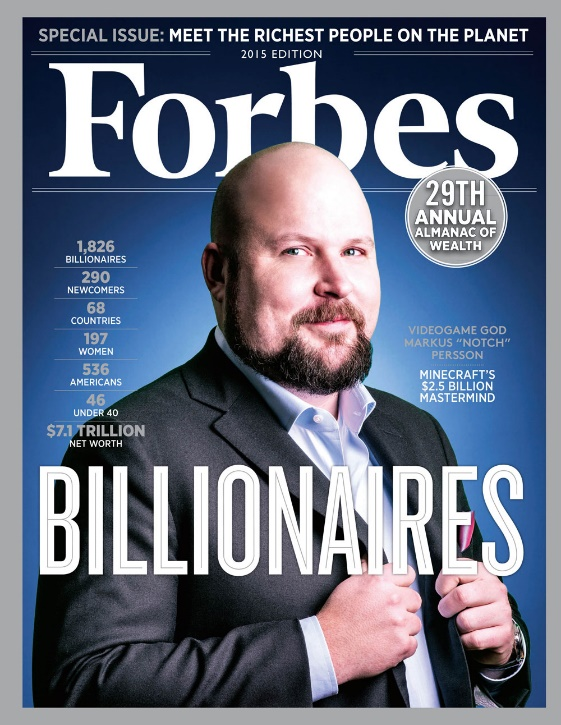 SPECIAL ISSUE: MEET THE RICHEST PEOPLE ON THE PLANET
2015 EDITION
Forbes
29TH
ANNUAL
ALMANAC OF
WEALTH
1,826
BILLIONAIRES
290
NEWCOMERS
68
COUNTRIES
197
WOMEN
536
AMERICANS
46
UNDER 40
$7.1 TRILLION
NET WORTH
VIDEOGAME GOD
MARKUS “NOTCH”
PERSSON
MINECRAFT’S
$2.5 BILLION
MASTERMIND
BILLIONAIRES